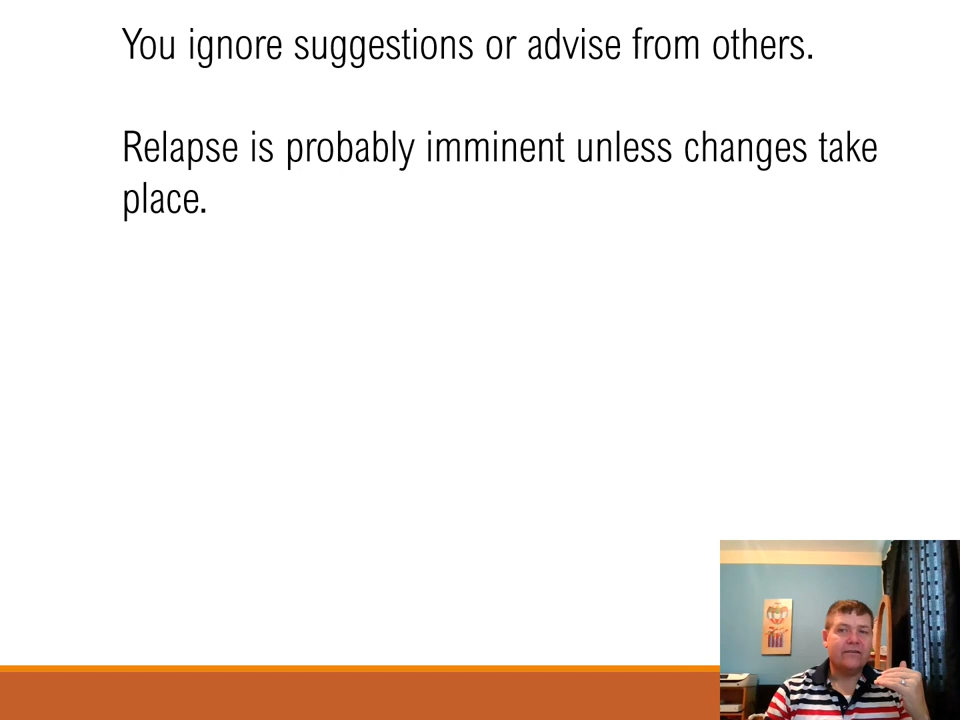 You ignore suggestions or advise from others.
Relapse is probably imminent unless changes take
place.